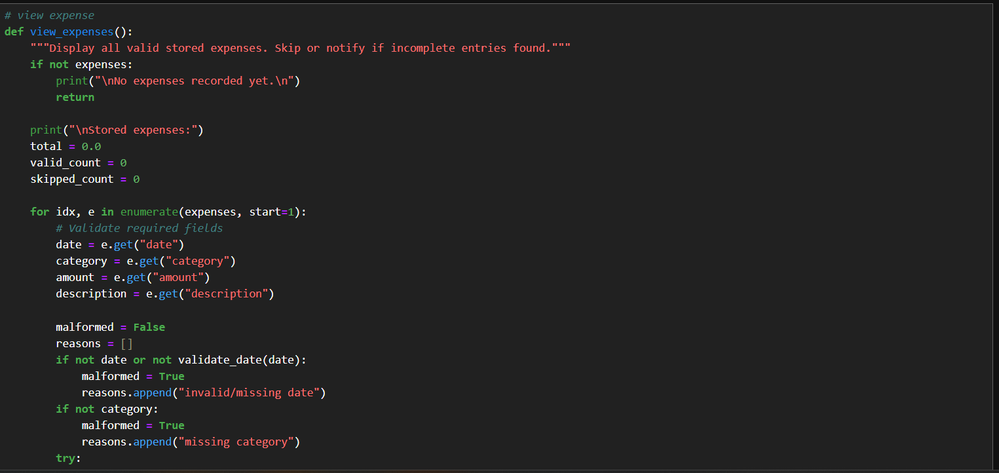 # view expense
def view_expenses():
    """Display all valid stored expenses. Skip or notify if incomplete entries found."""
    if not expenses:
        print("\nNo expenses recorded yet.\n")
        return

    print("\nStored expenses:")
    total = 0.0
    valid_count = 0
    skipped_count = 0

    for idx, e in enumerate(expenses, start=1):
        # Validate required fields
        date = e.get("date")
        category = e.get("category")
        amount = e.get("amount")
        description = e.get("description")

        malformed = False
        reasons = []
        if not date or not validate_date(date):
            malformed = True
            reasons.append("invalid/missing date")
        if not category:
            malformed = True
            reasons.append("missing category")
        try: